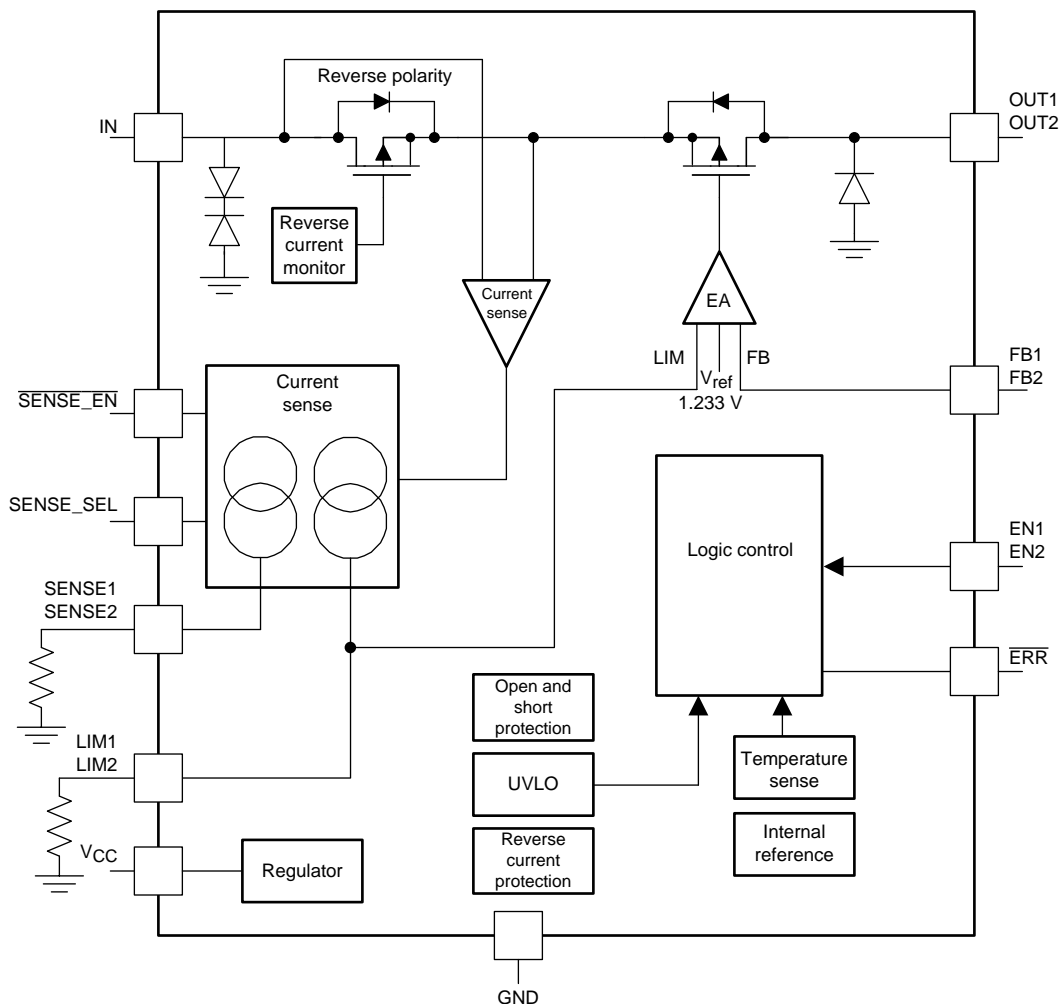 Reverse polarity
IN
OUT1
OUT2
Reverse
current
monitor
Current
sense
EA
LIM
Vref
FB
1.233 V
FB1
FB2
SENSE_EN
Current
sense
SENSE_SEL
Logic control
EN1
EN2
SENSE1
SENSE2
ERR
Open and
short
protection
LIM1
LIM2
UVLO
Temperature
sense
VCC
Regulator
Reverse
current
protection
Internal
reference
GND